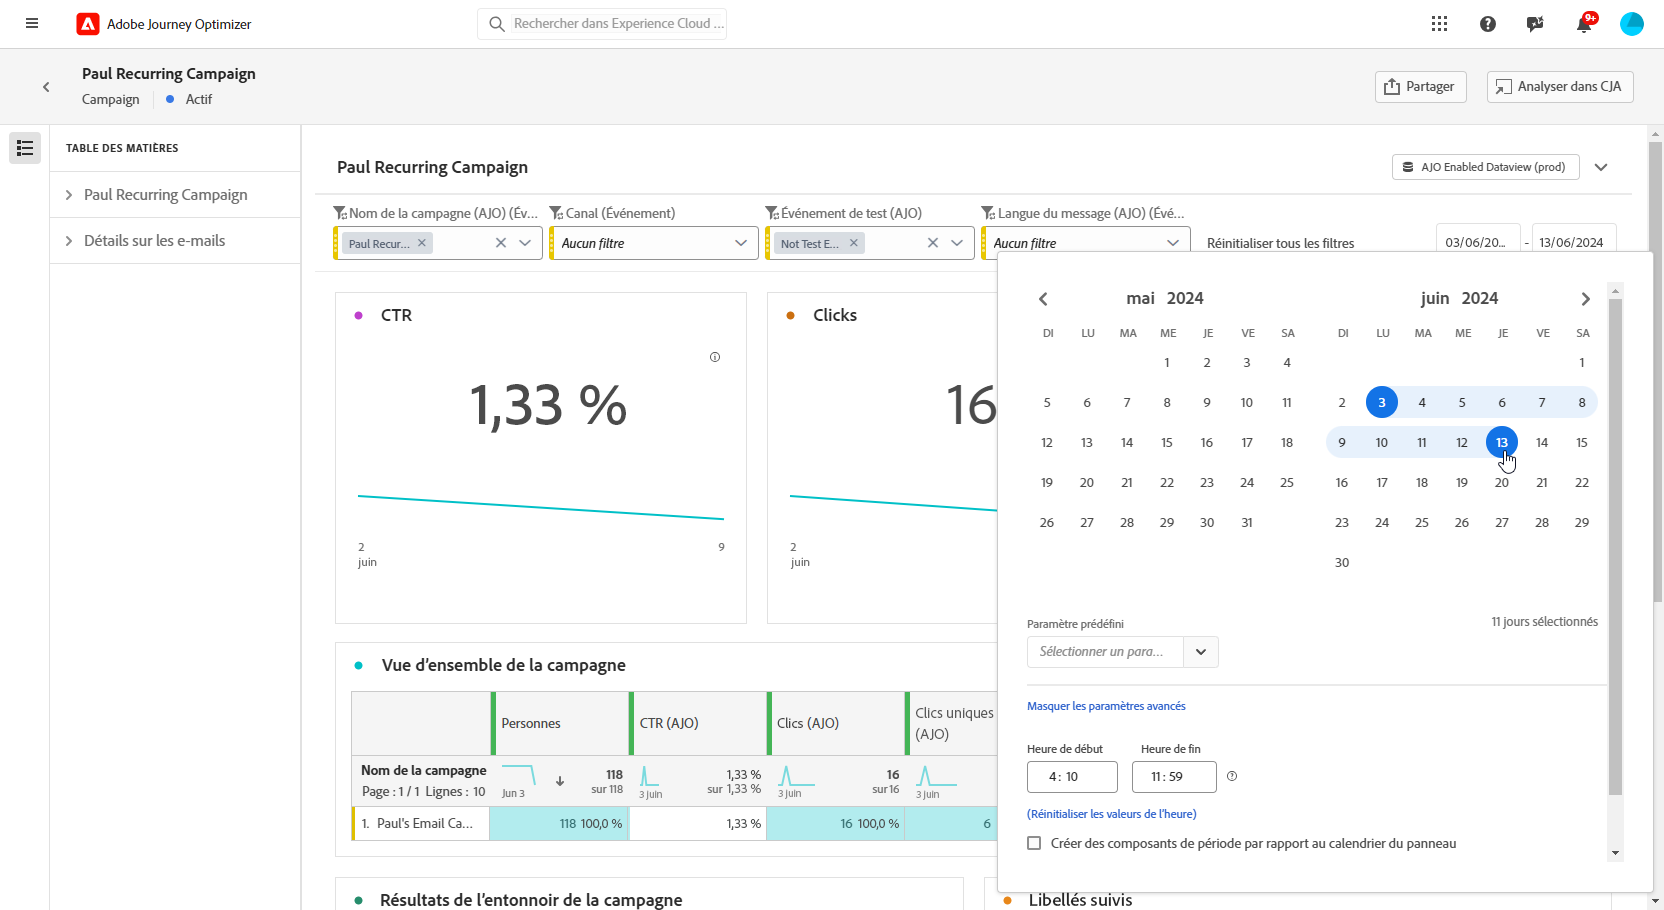 Adobe Journey Optimizer
Rechercher dans Experience Cloud ...
9+
Paul Recurring Campaign
Campaign
Actif
Partager
Analyser dans CJA
TABLE DES MATIÈRES
Paul Recurring Campaign
Détails sur les e-mails
Paul Recurring Campaign
AJO Enabled Dataview (prod)
Nom de la campagne (AJO) (Év...
Canal (Événement)
Événement de test (AJO)
Langue du message (AJO) (Évé...
Paul Recur...
Aucun filtre
Not Test E...
Aucun filtre
Réinitialiser tous les filtres
03/06/20...
-
13/06/2024
CTR
1,33 %
2
juin
9
Clicks
16
2
juin
mai 2024
DI LU MA ME JE VE SA
1 2 3 4
5 6 7 8 9 10 11
12 13 14 15 16 17 18
19 20 21 22 23 24 25
26 27 28 29 30 31
juin 2024
DI LU MA ME JE VE SA
1
2 3 4 5 6 7 8
9 10 11 12 13 14 15
16 17 18 19 20 21 22
23 24 25 26 27 28 29
30
Paramètre prédéfini
11 jours sélectionnés
Sélectionner un para...
Masquer les paramètres avancés
Heure de début
Heure de fin
4 : 10
11 : 59
(Réinitialiser les valeurs de l'heure)
Créer des composants de période par rapport au calendrier du panneau
Vue d'ensemble de la campagne
Personnes
CTR (AJO)
Clics (AJO)
Clics uniques
(AJO)
Nom de la campagne
Page : 1 / 1 Lignes : 10
Jun 3
118
sur 118
3 juin
1,33 %
sur 1,33 %
3 juin
16
sur 16
3 juin
1. Paul's Email Ca...
118 100,0 %
1,33 %
16 100,0 %
6
Résultats de l'entonnoir de la campagne
Libellés suivis